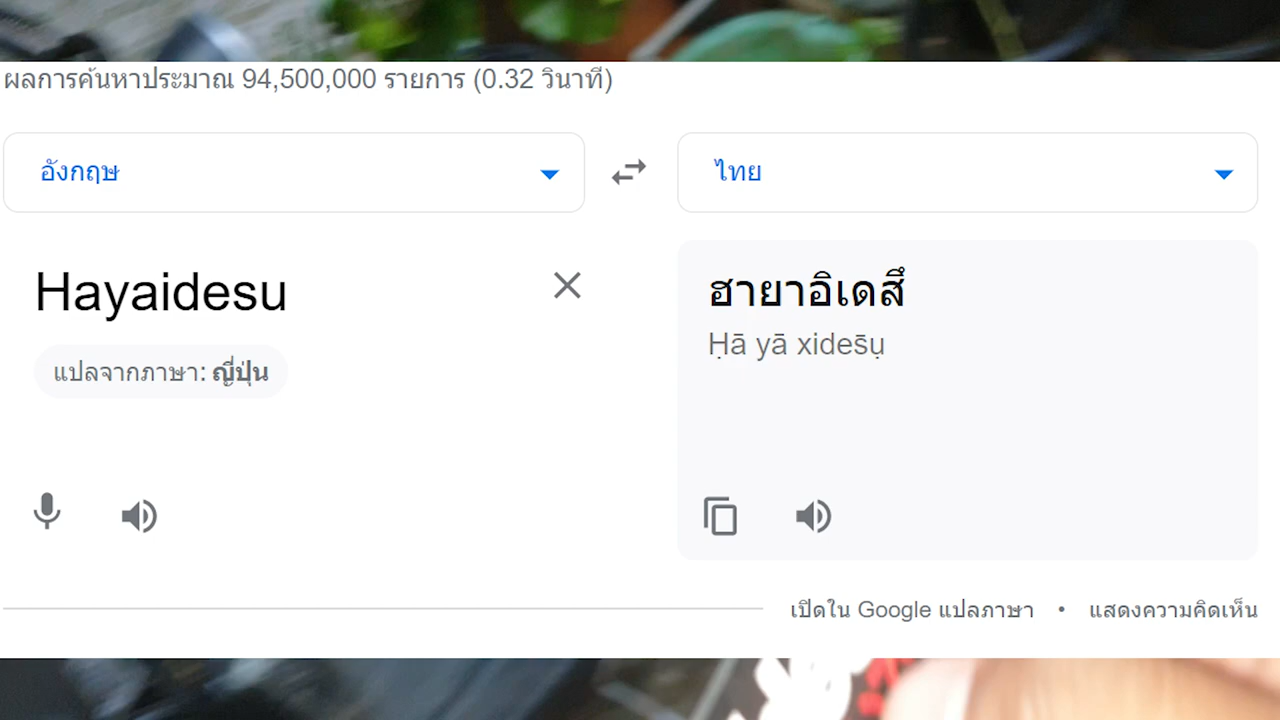 ผลการค้นหาประมาณ 94,500,000 รายการ (0.32 วินาที)
อังกฤษ
ไทย
Hayaidesu
ฮายาอิเดสึ
Ḥā yā xides̄ụ
แปลจากภาษา: ญี่ปุ่น
เปิดใน Google แปลภาษา • แสดงความคิดเห็น